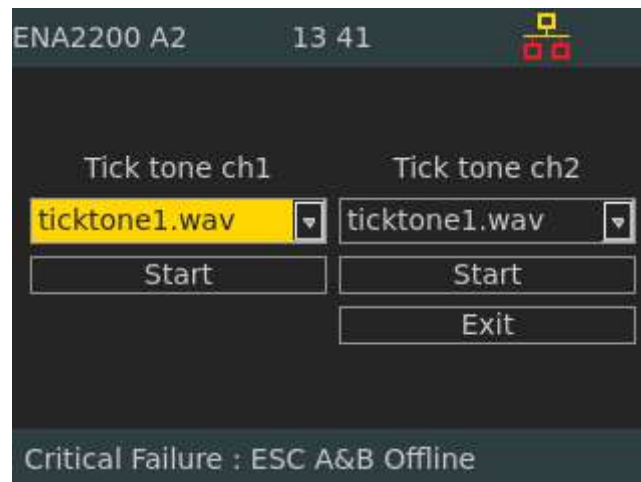 ENA2200 A2 13 41
Tick tone ch1 Tick tone ch2
ticktone1.wav ticktone1.wav
Start Start
Exit
Critical Failure : ESC A&B Offline